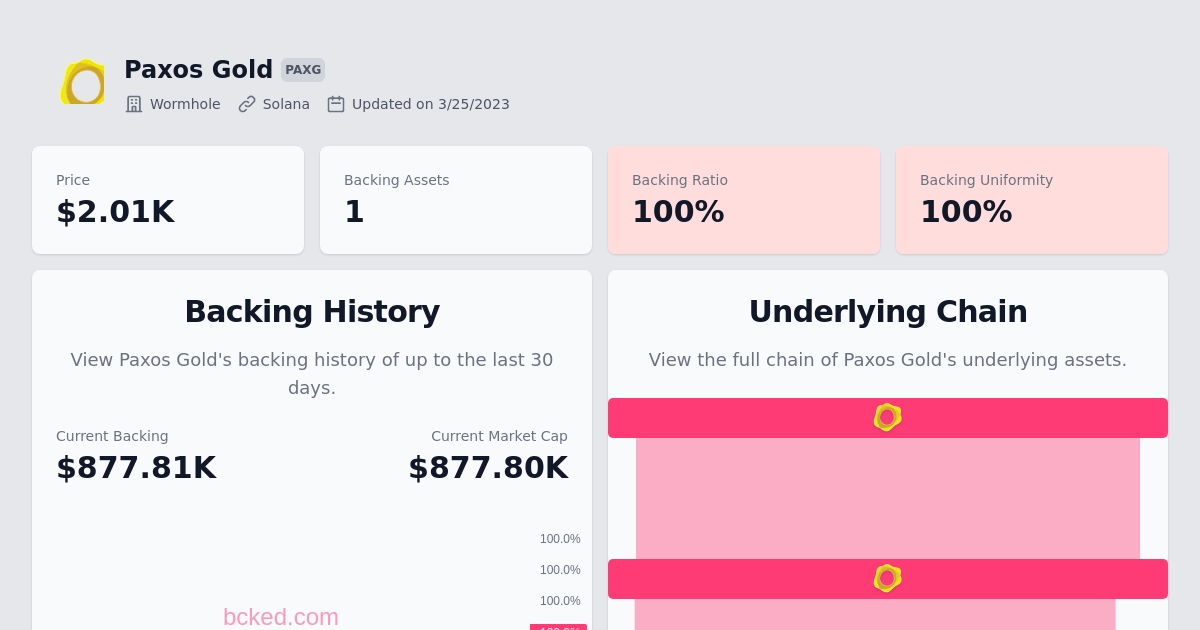 Paxos Gold PAXG
Wormhole Solana Updated on 3/25/2023
Price
$2.01K
Backing Assets
1
Backing Ratio
100%
Backing Uniformity
100%
Backing History
View Paxos Gold's backing history of up to the last 30
days.
Current Backing
$877.81K
Current Market Cap
$877.80K
100.0%
100.0%
100.0%
bcked.com
Underlying Chain
View the full chain of Paxos Gold's underlying assets.